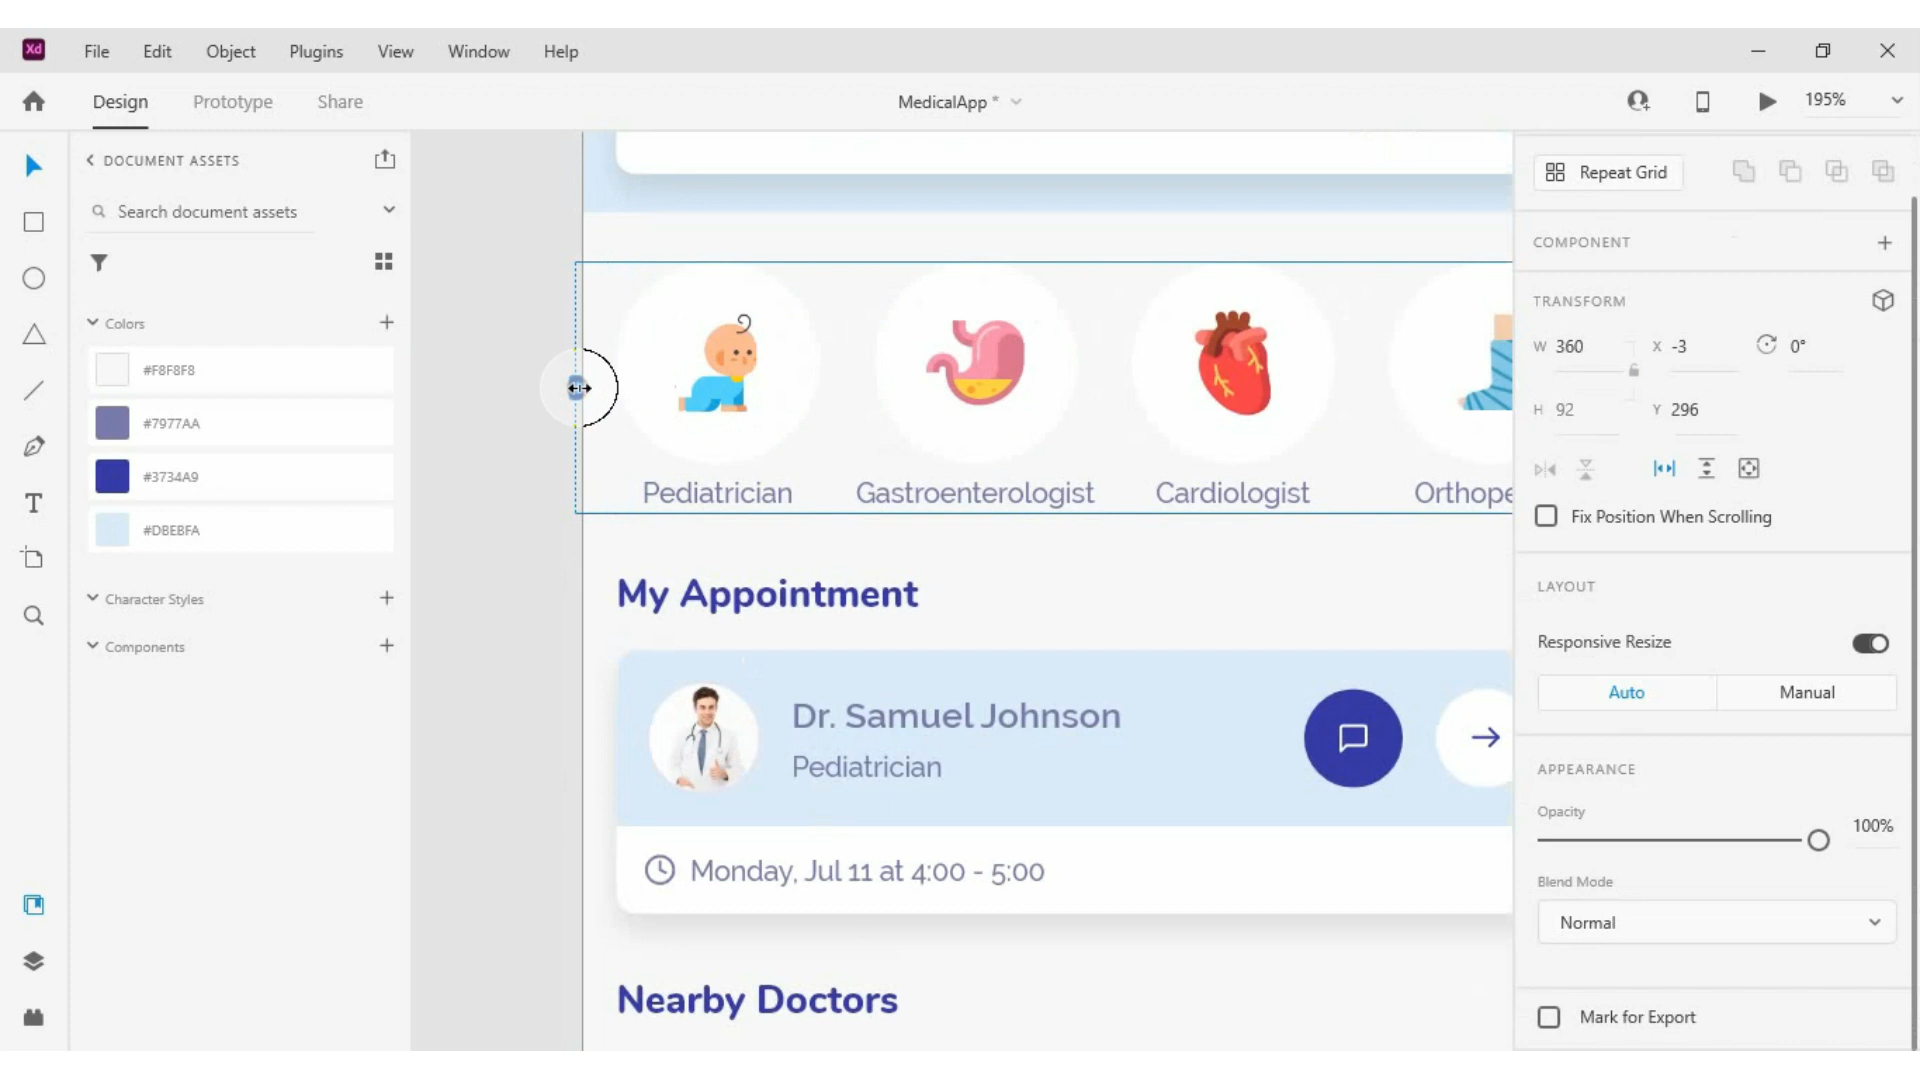 Xd File Edit Object Plugins View Window Help
Design Prototype Share MedicalApp * 195%
DOCUMENT ASSETS
Search document assets
Colors
#F8F8F8
#7977AA
#3734A9
#DBEBFA
Character Styles
Components
Pediatrician Gastroenterologist Cardiologist Orthope
My Appointment
Dr. Samuel Johnson
Pediatrician
Monday, Jul 11 at 4:00 - 5:00
Nearby Doctors
Repeat Grid
COMPONENT
TRANSFORM
W 360 X -3 0°
H 92 Y 296
Fix Position When Scrolling
LAYOUT
Responsive Resize
Auto Manual
APPEARANCE
Opacity
100%
Blend Mode
Normal
Mark for Export